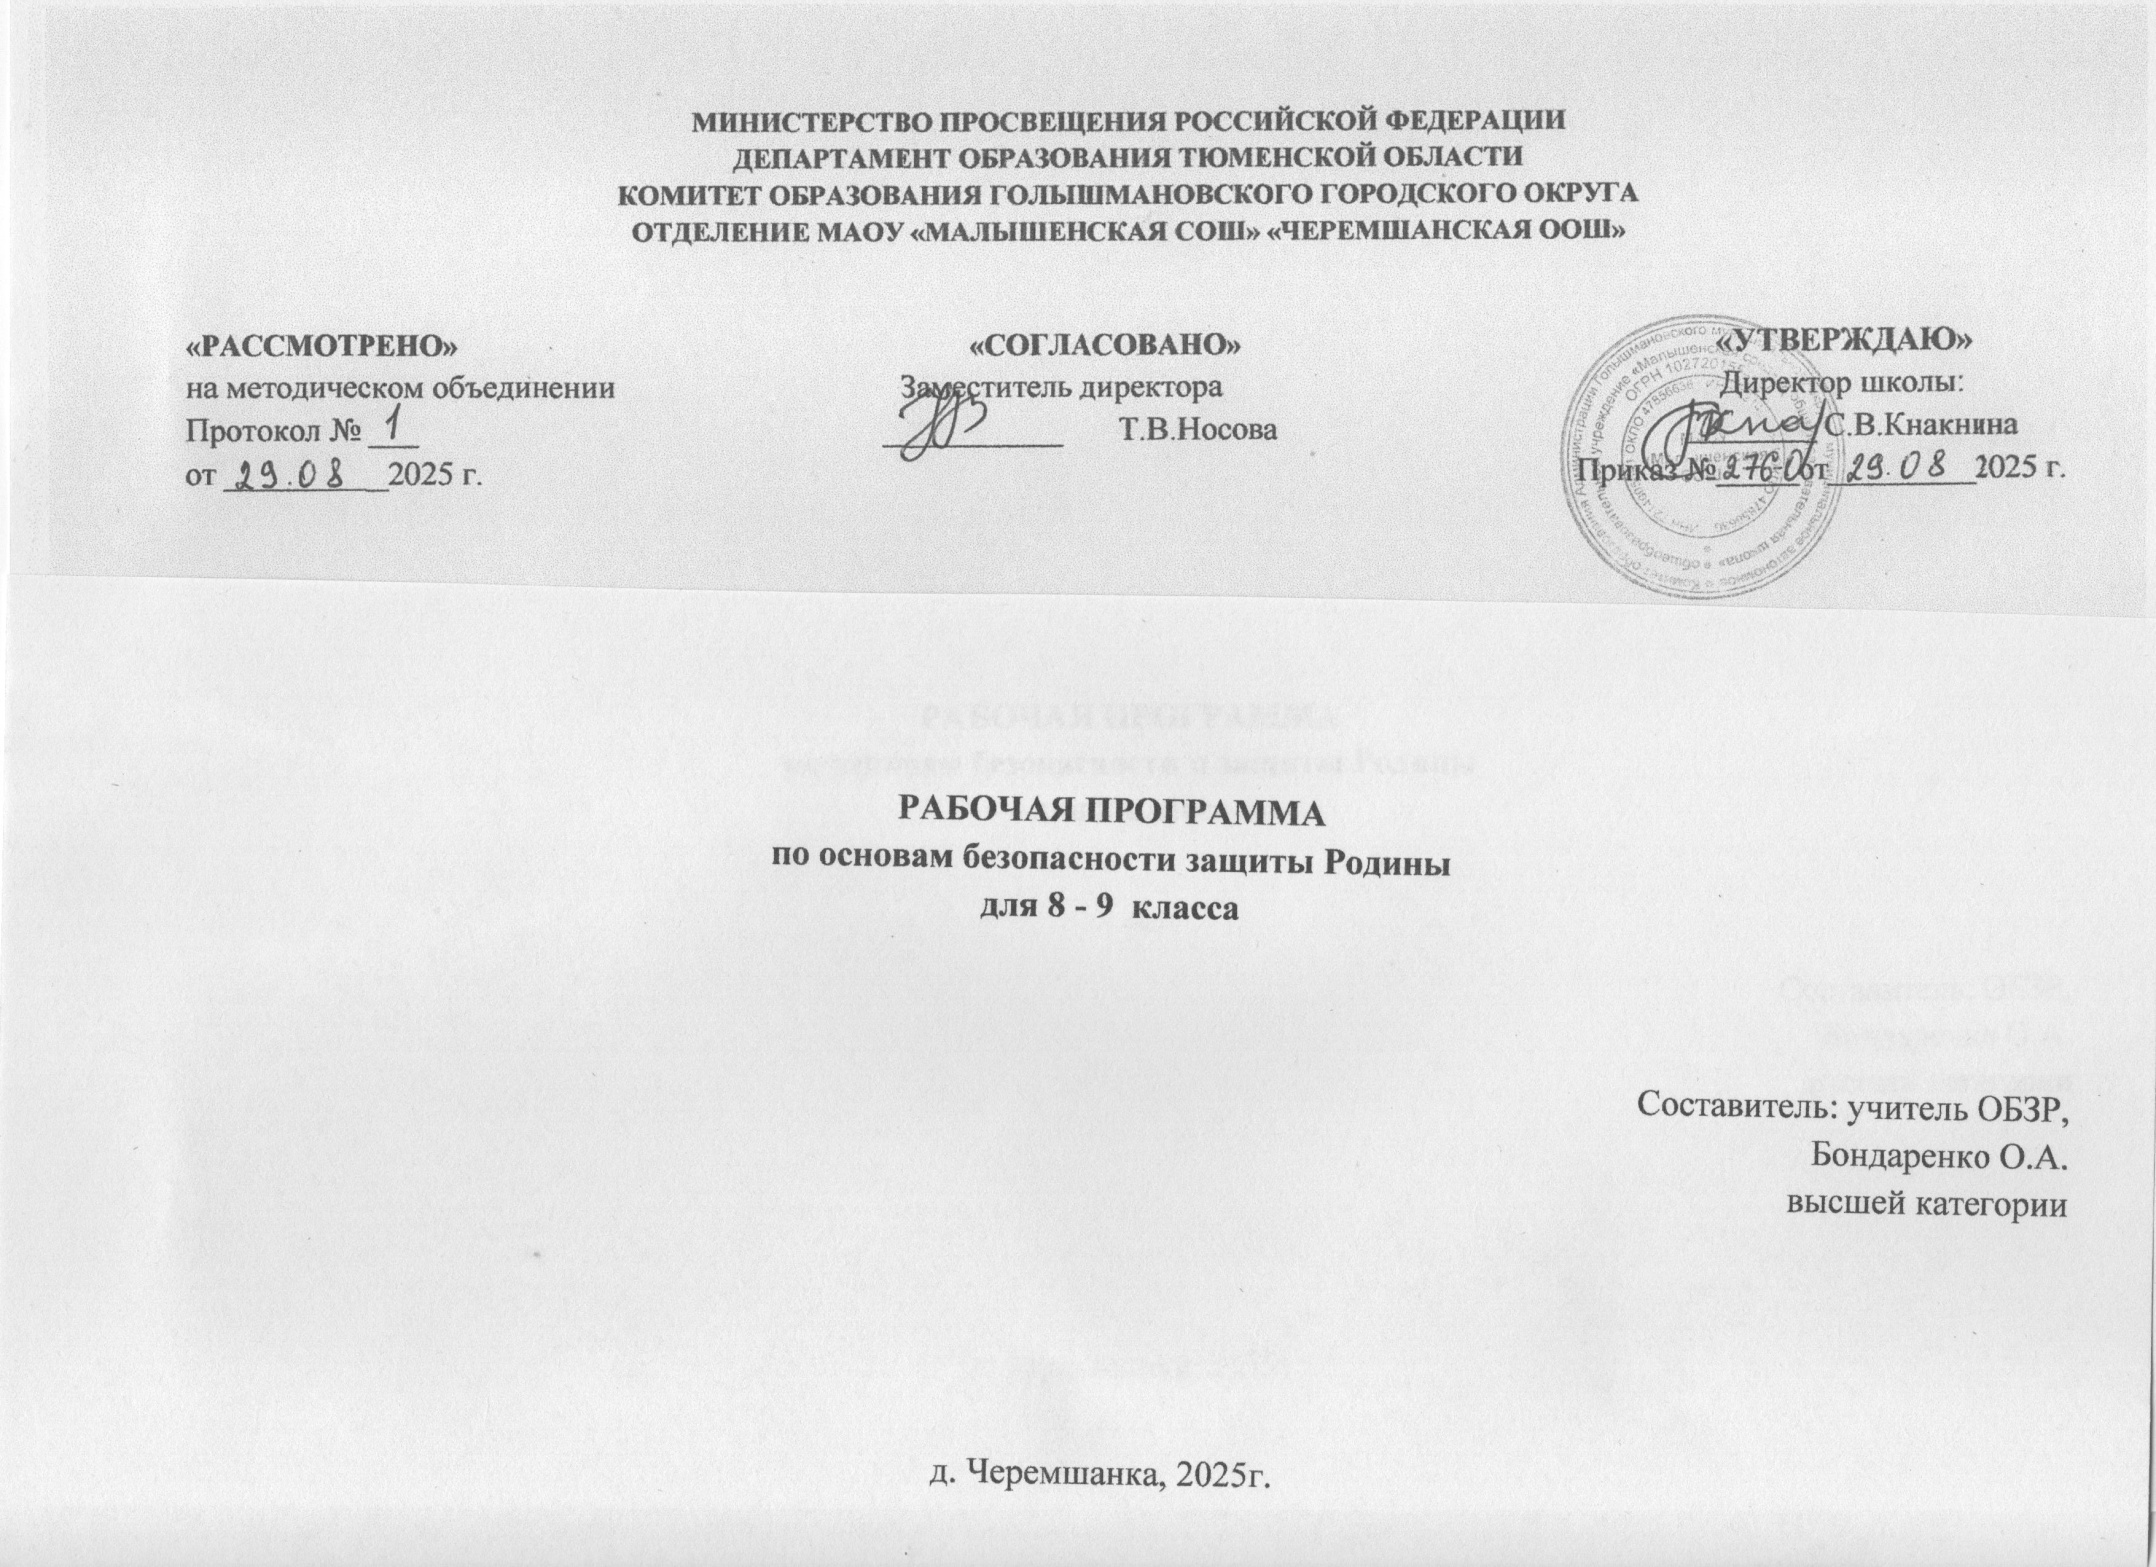 МИНИСТЕРСТВО ПРОСВЕЩЕНИЯ РОССИЙСКОЙ ФЕДЕРАЦИИ
ДЕПАРТАМЕНТ ОБРАЗОВАНИЯ ТЮМЕНСКОЙ ОБЛАСТИ
КОМИТЕТ ОБРАЗОВАНИЯ ГОЛЫШМАНОВСКОГО ГОРОДСКОГО ОКРУГА
ОТДЕЛЕНИЕ МАОУ «МАЛЫШЕНСКАЯ СОШ» «ЧЕРЕМШАНСКАЯ ООШ»
«РАССМОТРЕНО»
на методическом объединении
Протокол № 1
от 29.08 2025 г.
«СОГЛАСОВАНО»
Заместитель директора
Т.В.Носова
«УТВЕРЖДАЮ»
Директор школы:
С.В.Кнакнина
Приказ № 276-О от 29.08 2025 г.
РАБОЧАЯ ПРОГРАММА
по основам безопасности защиты Родины
для 8 - 9 класса
Составитель: учитель ОБЗР,
Бондаренко О.А.
высшей категории
д. Черемшанка, 2025г.